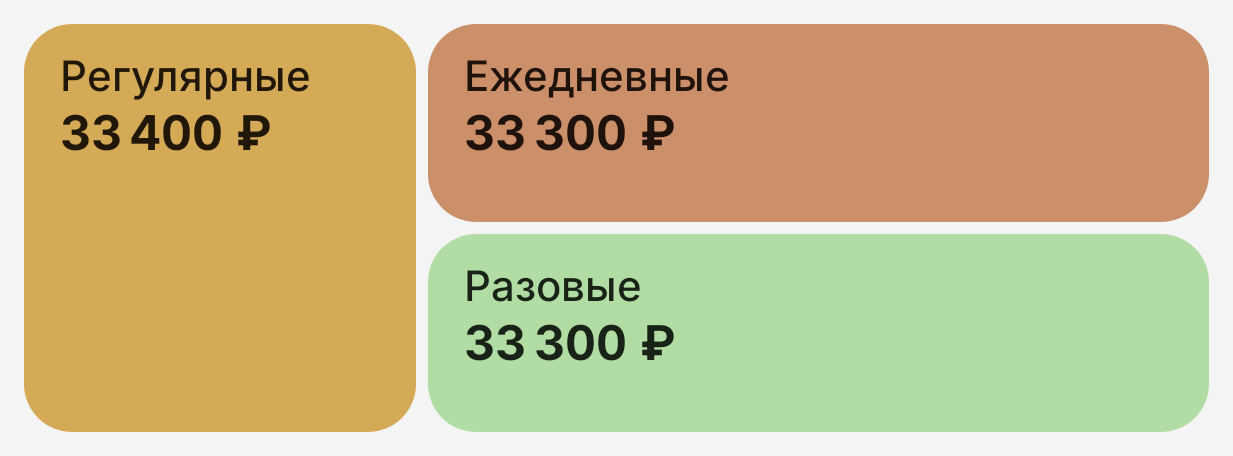 Регулярные
33 400 ₽
Ежедневные
33 300 ₽
Разовые
33 300 ₽